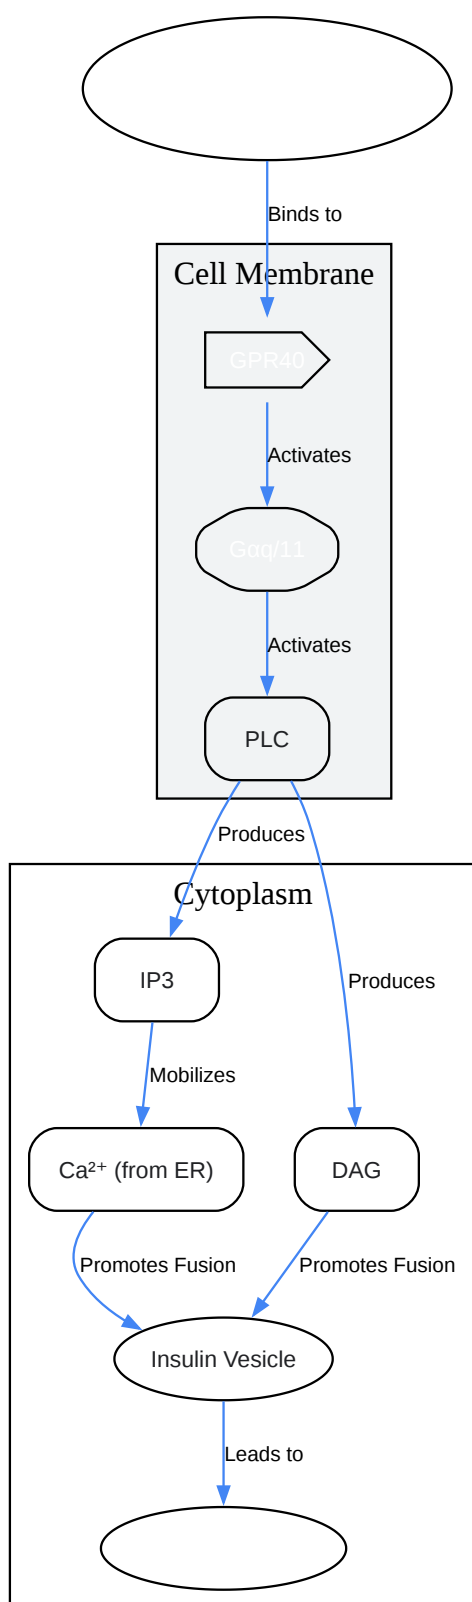 Binds to
Cell Membrane
GPR40
Activates
Gαq/11
Activates
PLC
Produces
Cytoplasm
IP3
Produces
Mobilizes
Ca²⁺ (from ER)
DAG
Promotes Fusion
Promotes Fusion
Insulin Vesicle
Leads to